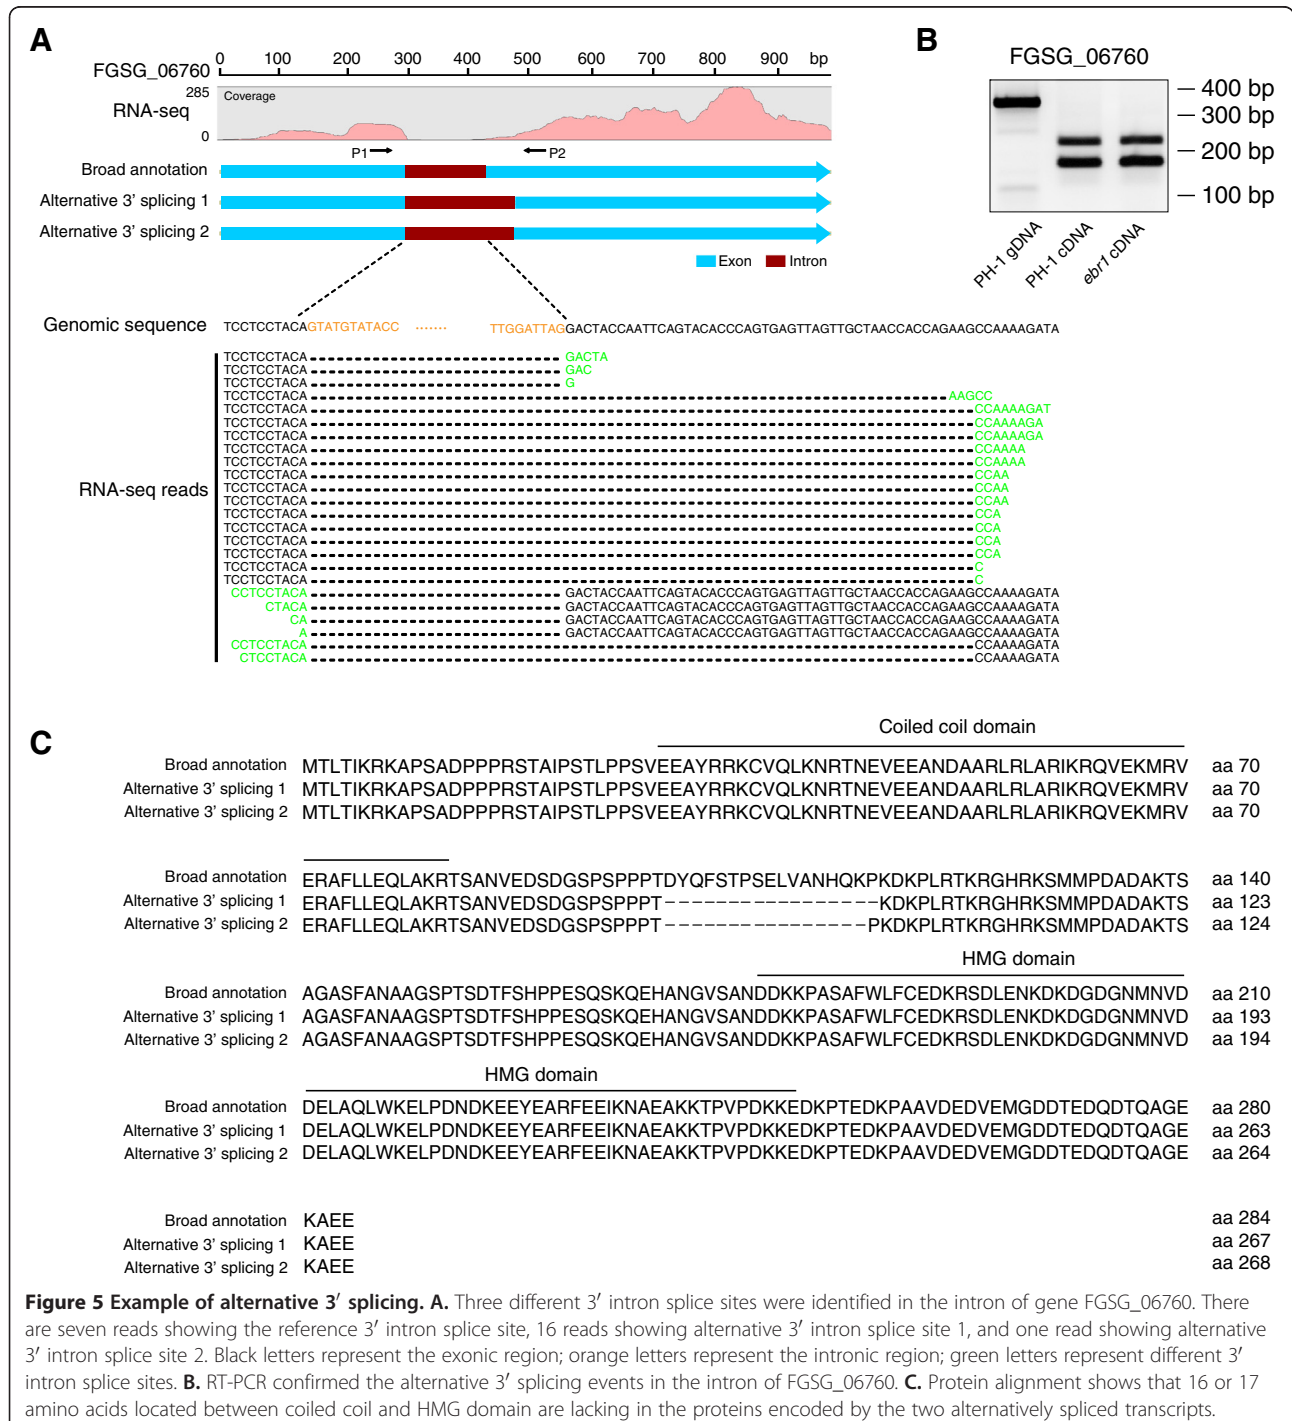 A
0 100 200 300 400 500 600 700 800 900 bp
FGSG_06760
285
Coverage
RNA-seq
0
P1 P2
Broad annotation
Alternative 3' splicing 1
Alternative 3' splicing 2
Exon Intron
B
FGSG_06760
400 bp
300 bp
200 bp
100 bp
PH-1 gDNA
PH-1 cDNA
ebr1 cDNA
Genomic sequence TCCTCCTACAGTATGTATACC ....... TTGGATTAGGACTACCAATTCAGTACACCCAGTGAGTTAGTTGCTAACCACCAGAAGCCAAAAGATA
RNA-seq reads
TCCTCCTACA GACTA
TCCTCCTACA GAC
TCCTCCTACA G
TCCTCCTACA AAGCC
TCCTCCTACA CCAAAAGAT
TCCTCCTACA CCAAAAGA
TCCTCCTACA CCAAAAGA
TCCTCCTACA CCAAAA
TCCTCCTACA CCAAAA
TCCTCCTACA CCAA
TCCTCCTACA CCAA
TCCTCCTACA CCAA
TCCTCCTACA CCA
TCCTCCTACA CCA
TCCTCCTACA CCA
TCCTCCTACA CCA
TCCTCCTACA C
TCCTCCTACA C
CCTCCTACA GACTACCAATTCAGTACACCCAGTGAGTTAGTTGCTAACCACCAGAAGCCAAAAGATA
CTACA GACTACCAATTCAGTACACCCAGTGAGTTAGTTGCTAACCACCAGAAGCCAAAAGATA
CA GACTACCAATTCAGTACACCCAGTGAGTTAGTTGCTAACCACCAGAAGCCAAAAGATA
A GACTACCAATTCAGTACACCCAGTGAGTTAGTTGCTAACCACCAGAAGCCAAAAGATA
CCTCCTACA CCAAAAGATA
CTCCTACA CCAAAAGATA
C
Coiled coil domain
Broad annotation MTLTIKRKAPSADPPPRSTAIPSTLPPSVEEAYRRKCVQLKNRTNEVEEANDAARLRLARIKRQVEKMRV aa 70
Alternative 3' splicing 1 MTLTIKRKAPSADPPPRSTAIPSTLPPSVEEAYRRKCVQLKNRTNEVEEANDAARLRLARIKRQVEKMRV aa 70
Alternative 3' splicing 2 MTLTIKRKAPSADPPPRSTAIPSTLPPSVEEAYRRKCVQLKNRTNEVEEANDAARLRLARIKRQVEKMRV aa 70
Broad annotation ERAFLLEQLAKRTSANVEDSDGSPSPPPTDYQFSTPSELVANHQKPKDKPLRTKRGHRKSMMPDADAKTS aa 140
Alternative 3' splicing 1 ERAFLLEQLAKRTSANVEDSDGSPSPPPT-----------------KDKPLRTKRGHRKSMMPDADAKTS aa 123
Alternative 3' splicing 2 ERAFLLEQLAKRTSANVEDSDGSPSPPPT----------------PKDKPLRTKRGHRKSMMPDADAKTS aa 124
HMG domain
Broad annotation AGASFANAAGSPTSDTFSHPPESQSKQEHANGVSANDDKKPASAFWLFCEDKRSDLENKDKDGDGNMNVD aa 210
Alternative 3' splicing 1 AGASFANAAGSPTSDTFSHPPESQSKQEHANGVSANDDKKPASAFWLFCEDKRSDLENKDKDGDGNMNVD aa 193
Alternative 3' splicing 2 AGASFANAAGSPTSDTFSHPPESQSKQEHANGVSANDDKKPASAFWLFCEDKRSDLENKDKDGDGNMNVD aa 194
HMG domain
Broad annotation DELAQLWKELPDNDKEEYEARFEEIKNAEAKKTPVPDKKEDKPTEDKPAAVDEDVEMGDDTEDQDTQAGE aa 280
Alternative 3' splicing 1 DELAQLWKELPDNDKEEYEARFEEIKNAEAKKTPVPDKKEDKPTEDKPAAVDEDVEMGDDTEDQDTQAGE aa 263
Alternative 3' splicing 2 DELAQLWKELPDNDKEEYEARFEEIKNAEAKKTPVPDKKEDKPTEDKPAAVDEDVEMGDDTEDQDTQAGE aa 264
Broad annotation KAEE aa 284
Alternative 3' splicing 1 KAEE aa 267
Alternative 3' splicing 2 KAEE aa 268
Figure 5 Example of alternative 3′ splicing. A. Three different 3′ intron splice sites were identified in the intron of gene FGSG_06760. There
are seven reads showing the reference 3′ intron splice site, 16 reads showing alternative 3′ intron splice site 1, and one read showing alternative
3′ intron splice site 2. Black letters represent the exonic region; orange letters represent the intronic region; green letters represent different 3′
intron splice sites. B. RT-PCR confirmed the alternative 3′ splicing events in the intron of FGSG_06760. C. Protein alignment shows that 16 or 17
amino acids located between coiled coil and HMG domain are lacking in the proteins encoded by the two alternatively spliced transcripts.